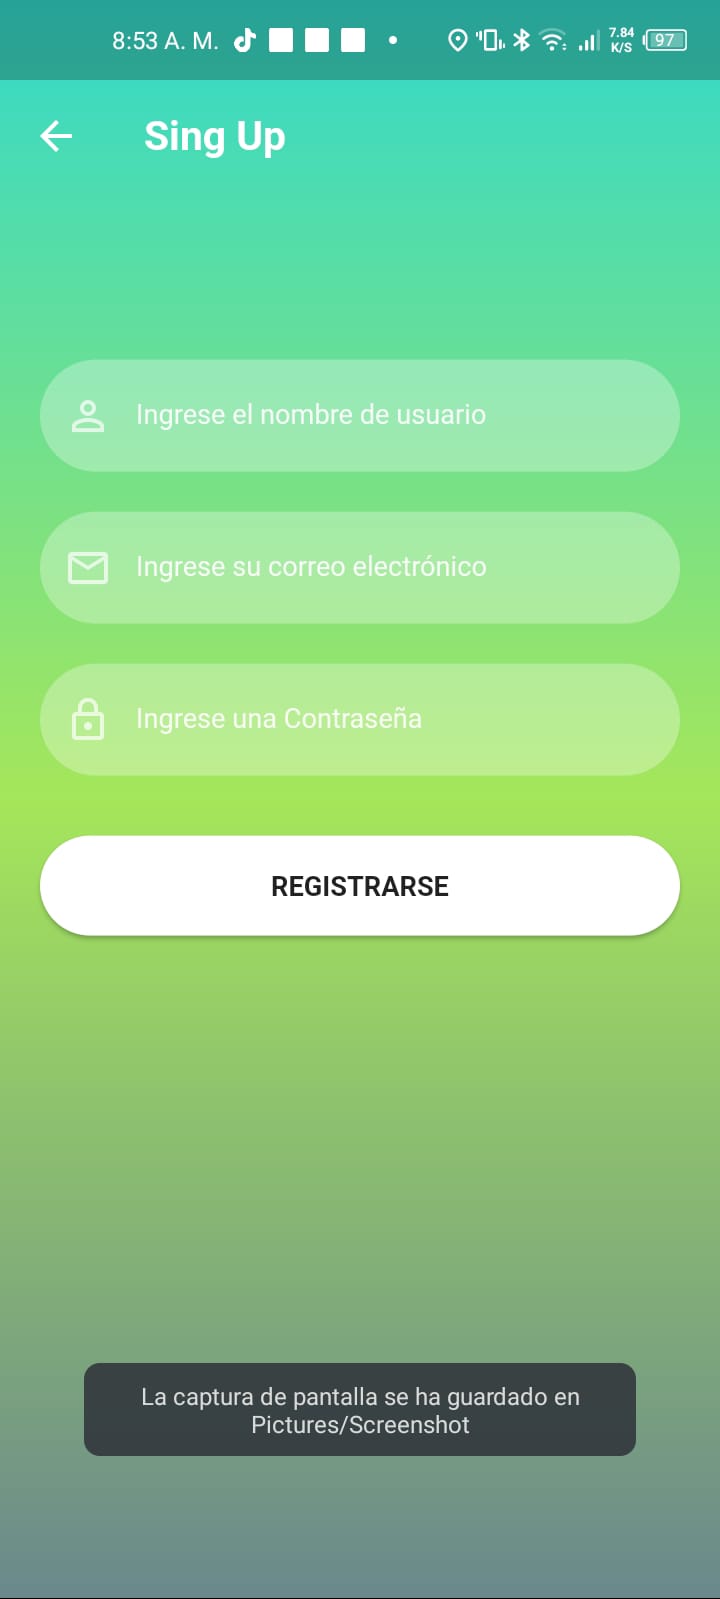 8:53 A. M.
7.84
K/S
97
Sing Up
Ingrese el nombre de usuario
Ingrese su correo electrónico
Ingrese una Contraseña
REGISTRARSE
La captura de pantalla se ha guardado en
Pictures/Screenshot